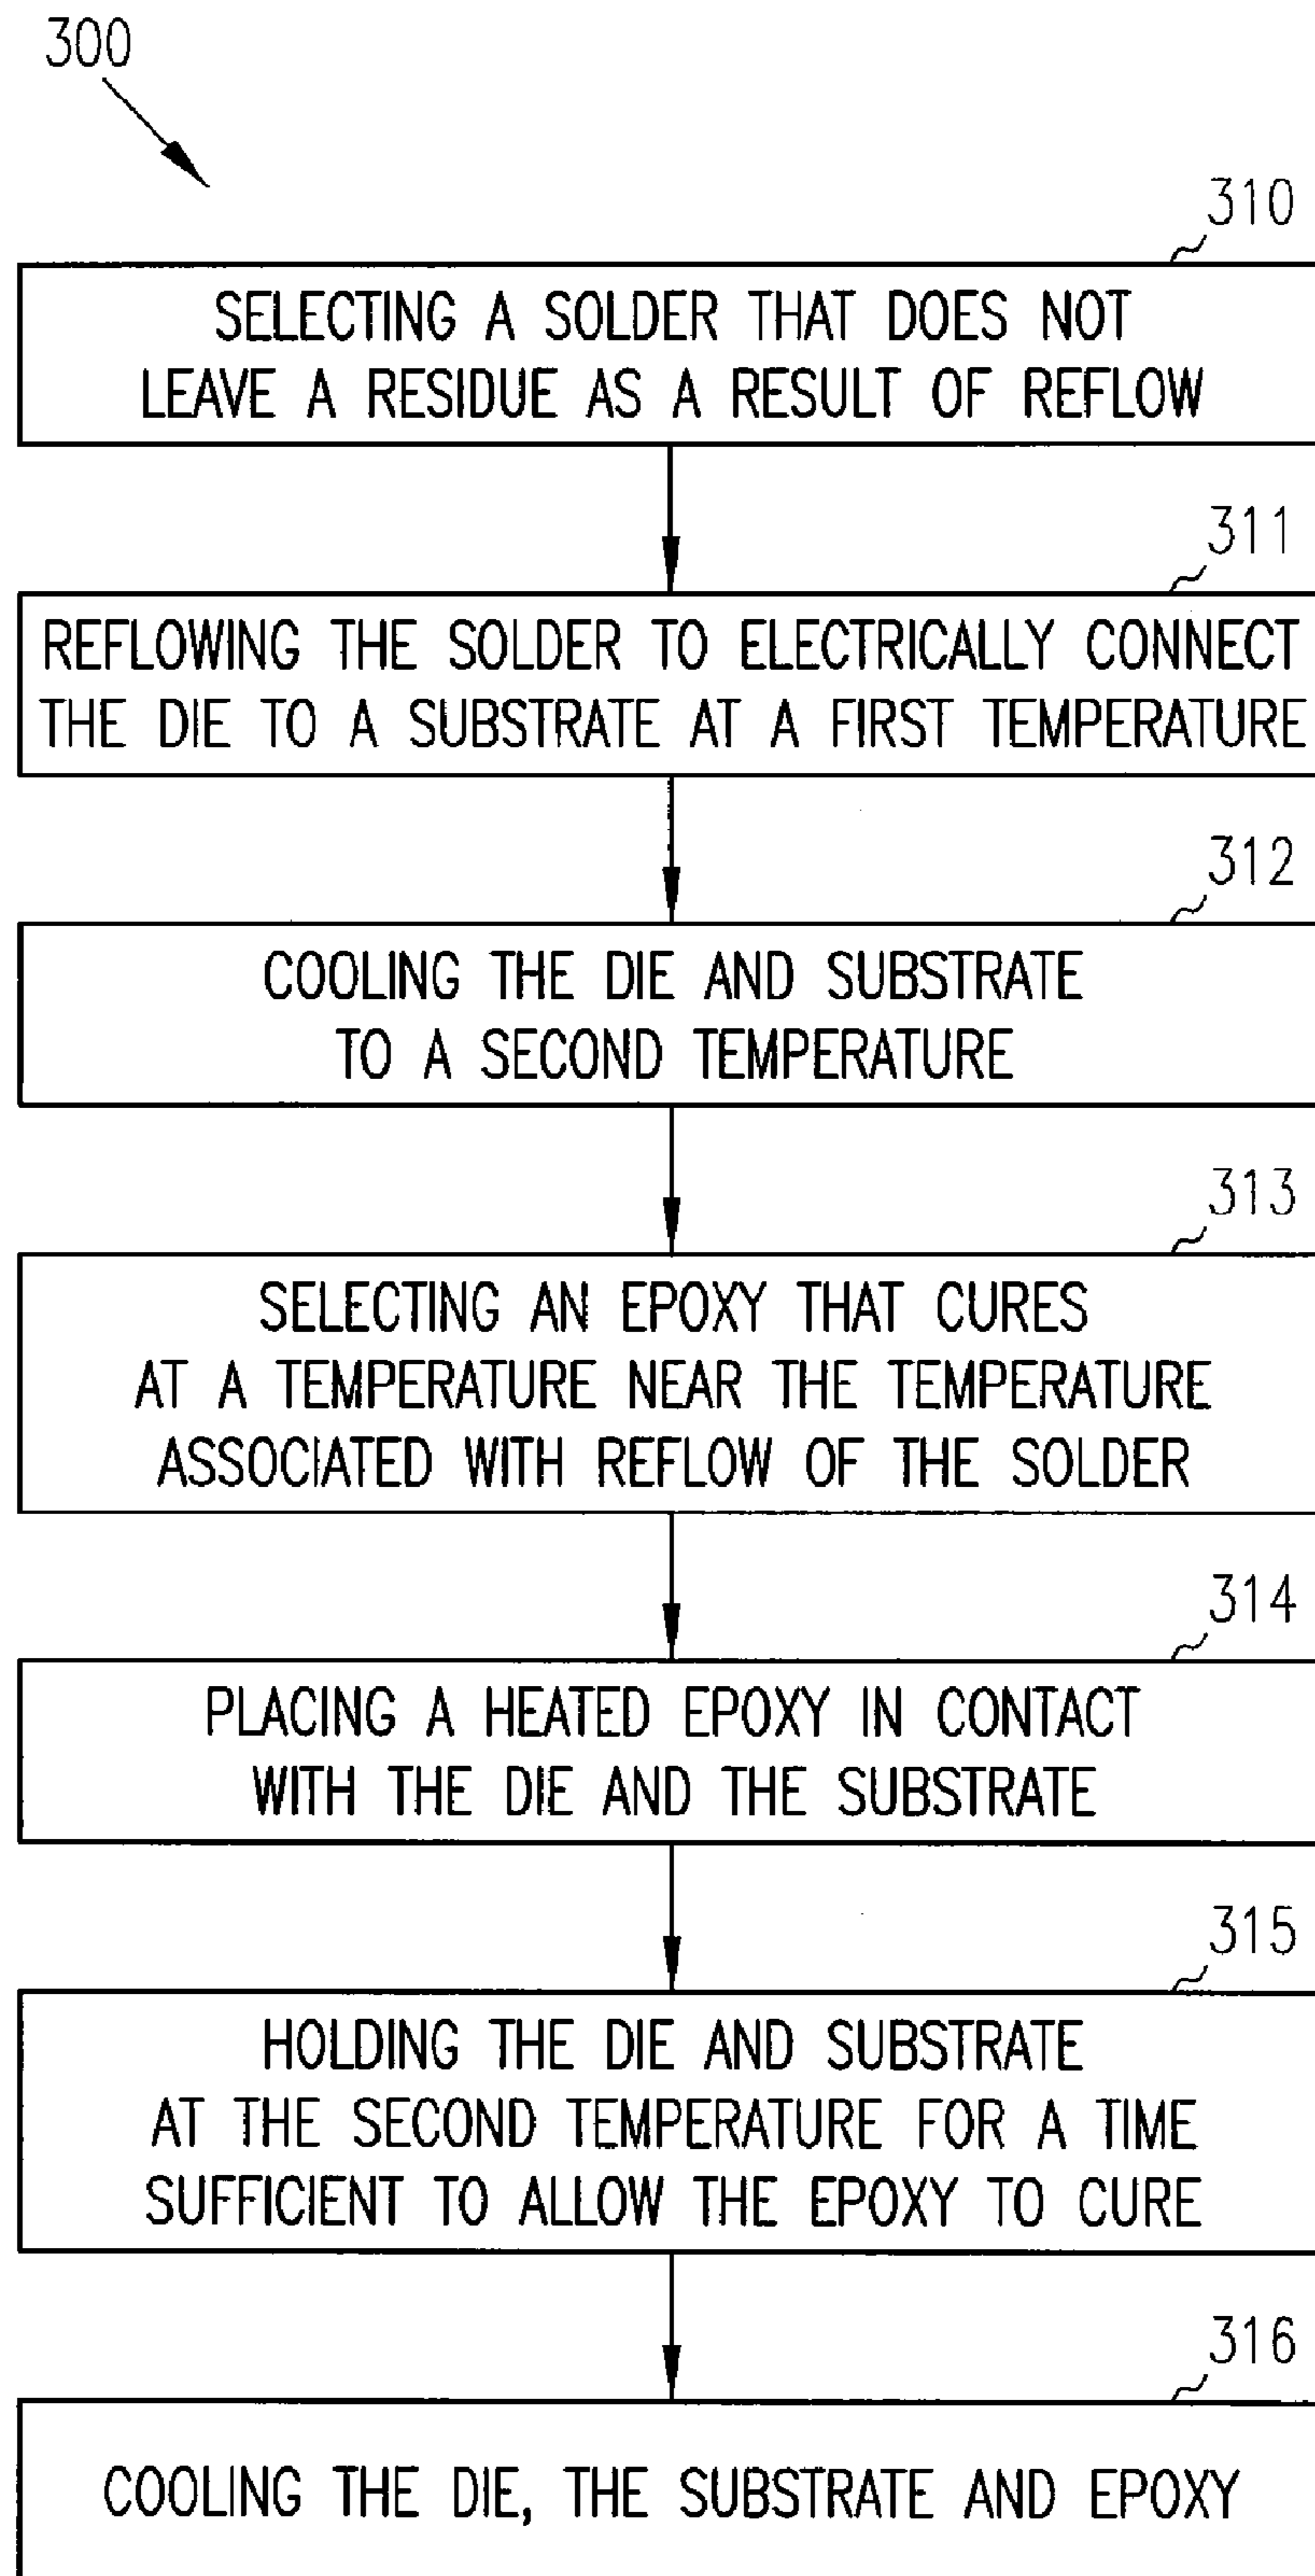 300
310
SELECTING A SOLDER THAT DOES NOT
LEAVE A RESIDUE AS A RESULT OF REFLOW
311
REFLOWING THE SOLDER TO ELECTRICALLY CONNECT
THE DIE TO A SUBSTRATE AT A FIRST TEMPERATURE
312
COOLING THE DIE AND SUBSTRATE
TO A SECOND TEMPERATURE
313
SELECTING AN EPOXY THAT CURES
AT A TEMPERATURE NEAR THE TEMPERATURE
ASSOCIATED WITH REFLOW OF THE SOLDER
314
PLACING A HEATED EPOXY IN CONTACT
WITH THE DIE AND THE SUBSTRATE
315
HOLDING THE DIE AND SUBSTRATE
AT THE SECOND TEMPERATURE FOR A TIME
SUFFICIENT TO ALLOW THE EPOXY TO CURE
316
COOLING THE DIE, THE SUBSTRATE AND EPOXY